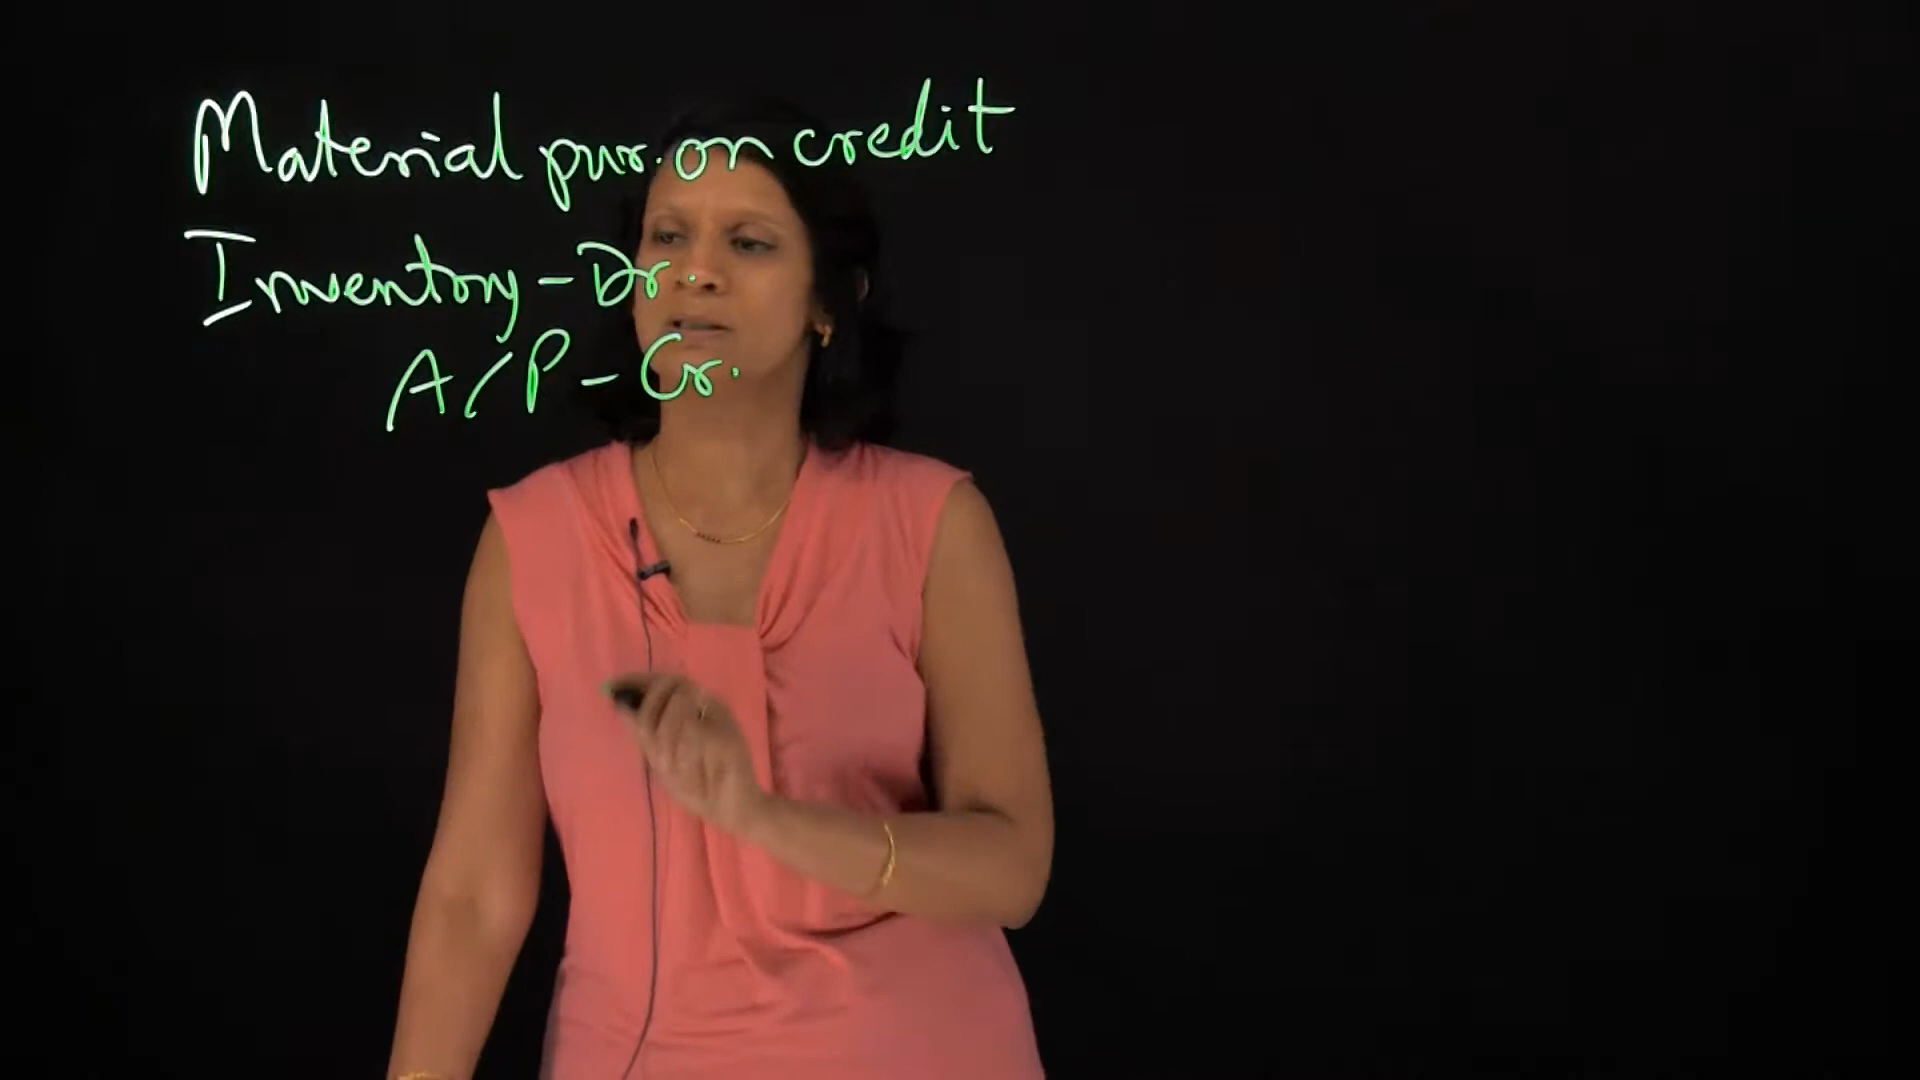 Material pur. on credit
Inventory - Dr.
A/P - Cr.